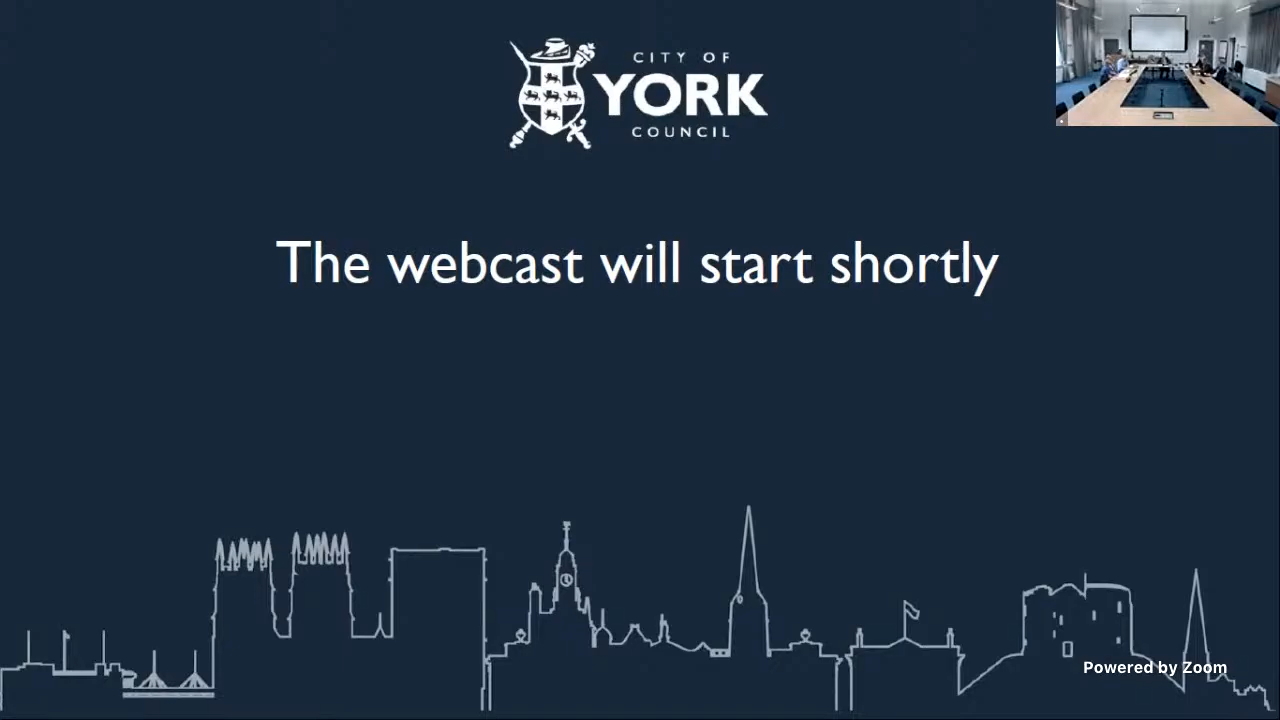 CITY OF
YORK
COUNCIL
The webcast will start shortly
Powered by Zoom